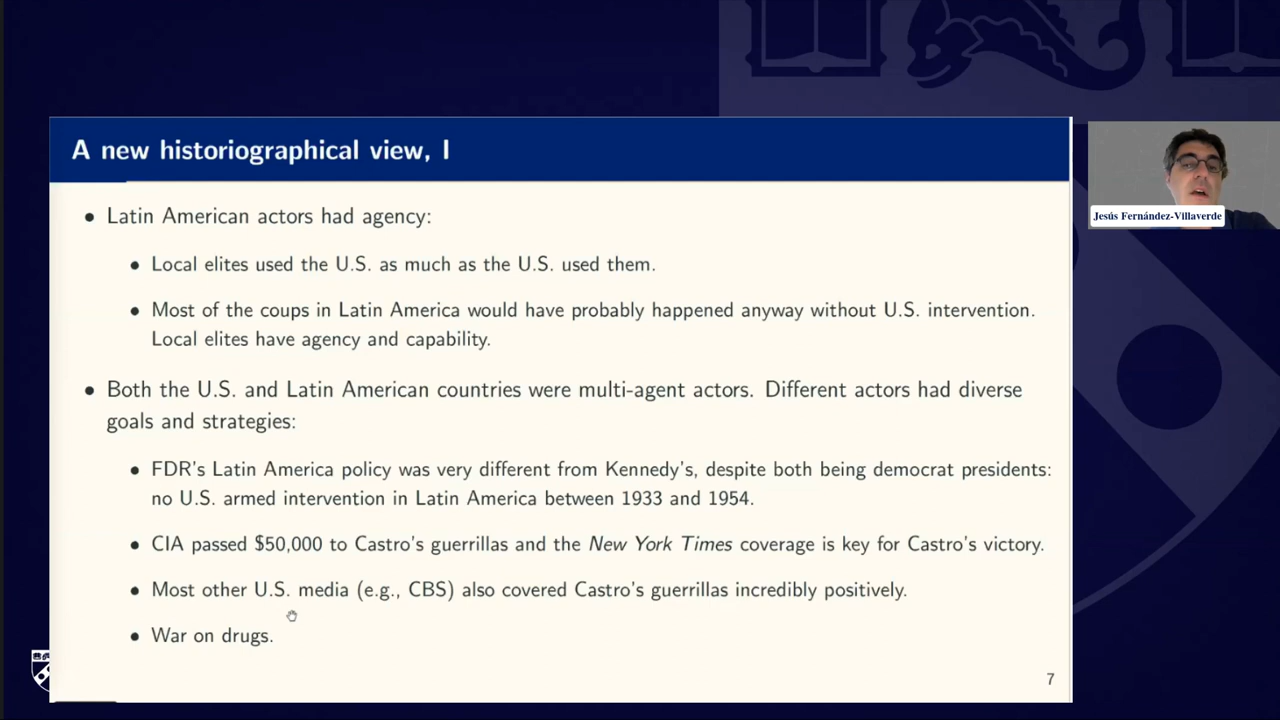 A new historiographical view, I
Jesús Fernández-Villaverde
• Latin American actors had agency:
• Local elites used the U.S. as much as the U.S. used them.
• Most of the coups in Latin America would have probably happened anyway without U.S. intervention.
Local elites have agency and capability.
• Both the U.S. and Latin American countries were multi-agent actors. Different actors had diverse
goals and strategies:
• FDR's Latin America policy was very different from Kennedy's, despite both being democrat presidents:
no U.S. armed intervention in Latin America between 1933 and 1954.
• CIA passed $50,000 to Castro's guerrillas and the New York Times coverage is key for Castro's victory.
• Most other U.S. media (e.g., CBS) also covered Castro's guerrillas incredibly positively.
• War on drugs.
7